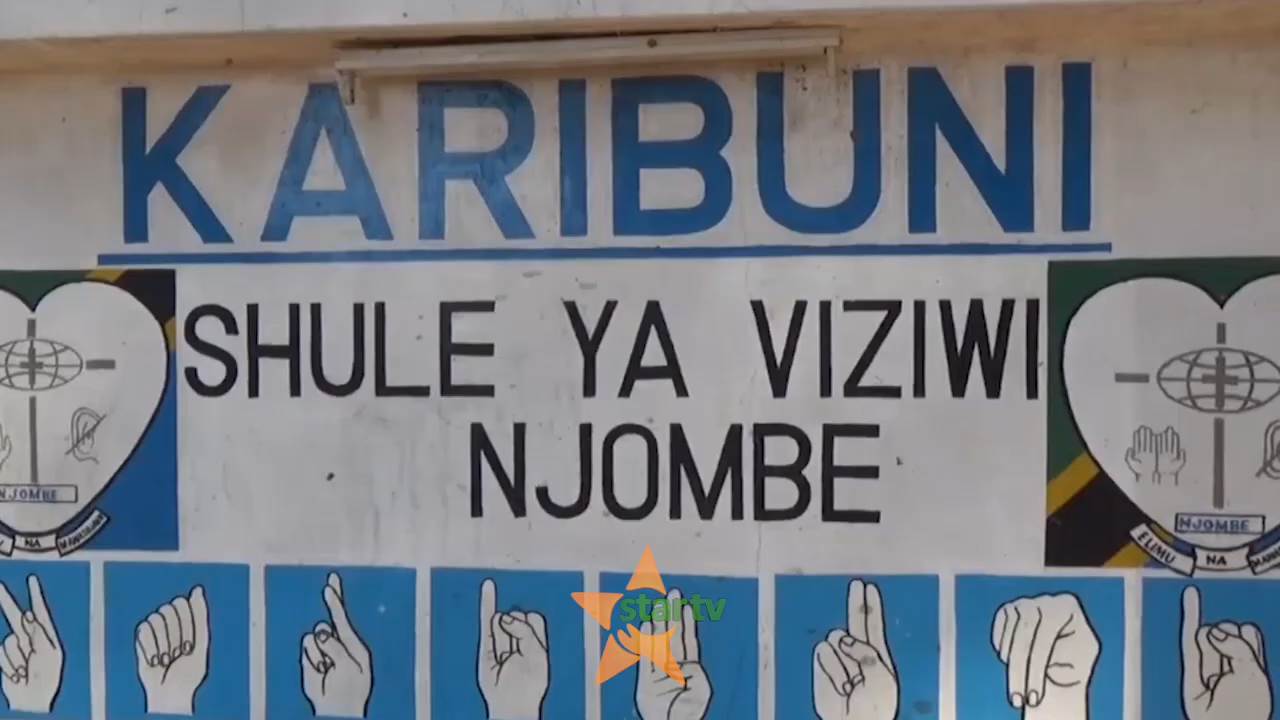 KARIBUNI
SHULE YA VIZIWI
NJOMBE
NJOMBE
NA
NJOMBE
ELIMU NA
startv